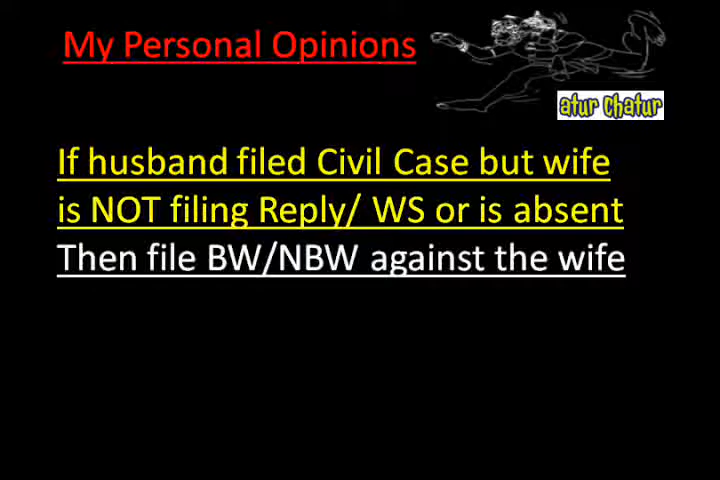 My Personal Opinions
atur chatur
If husband filed Civil Case but wife
is NOT filing Reply/ WS or is absent
Then file BW/NBW against the wife